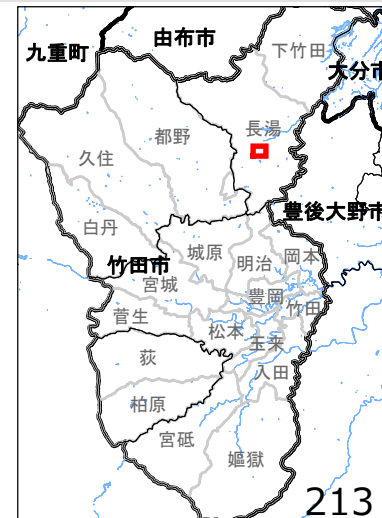 由布市
九重町
下竹田
大分市
長湯
都野
久住
白丹
豊後大野市
城原
明治
岡本
竹田市
宮城
豊岡
竹田
菅生
松本
玉来
荻
入田
柏原
宮砥
嫗獄
213